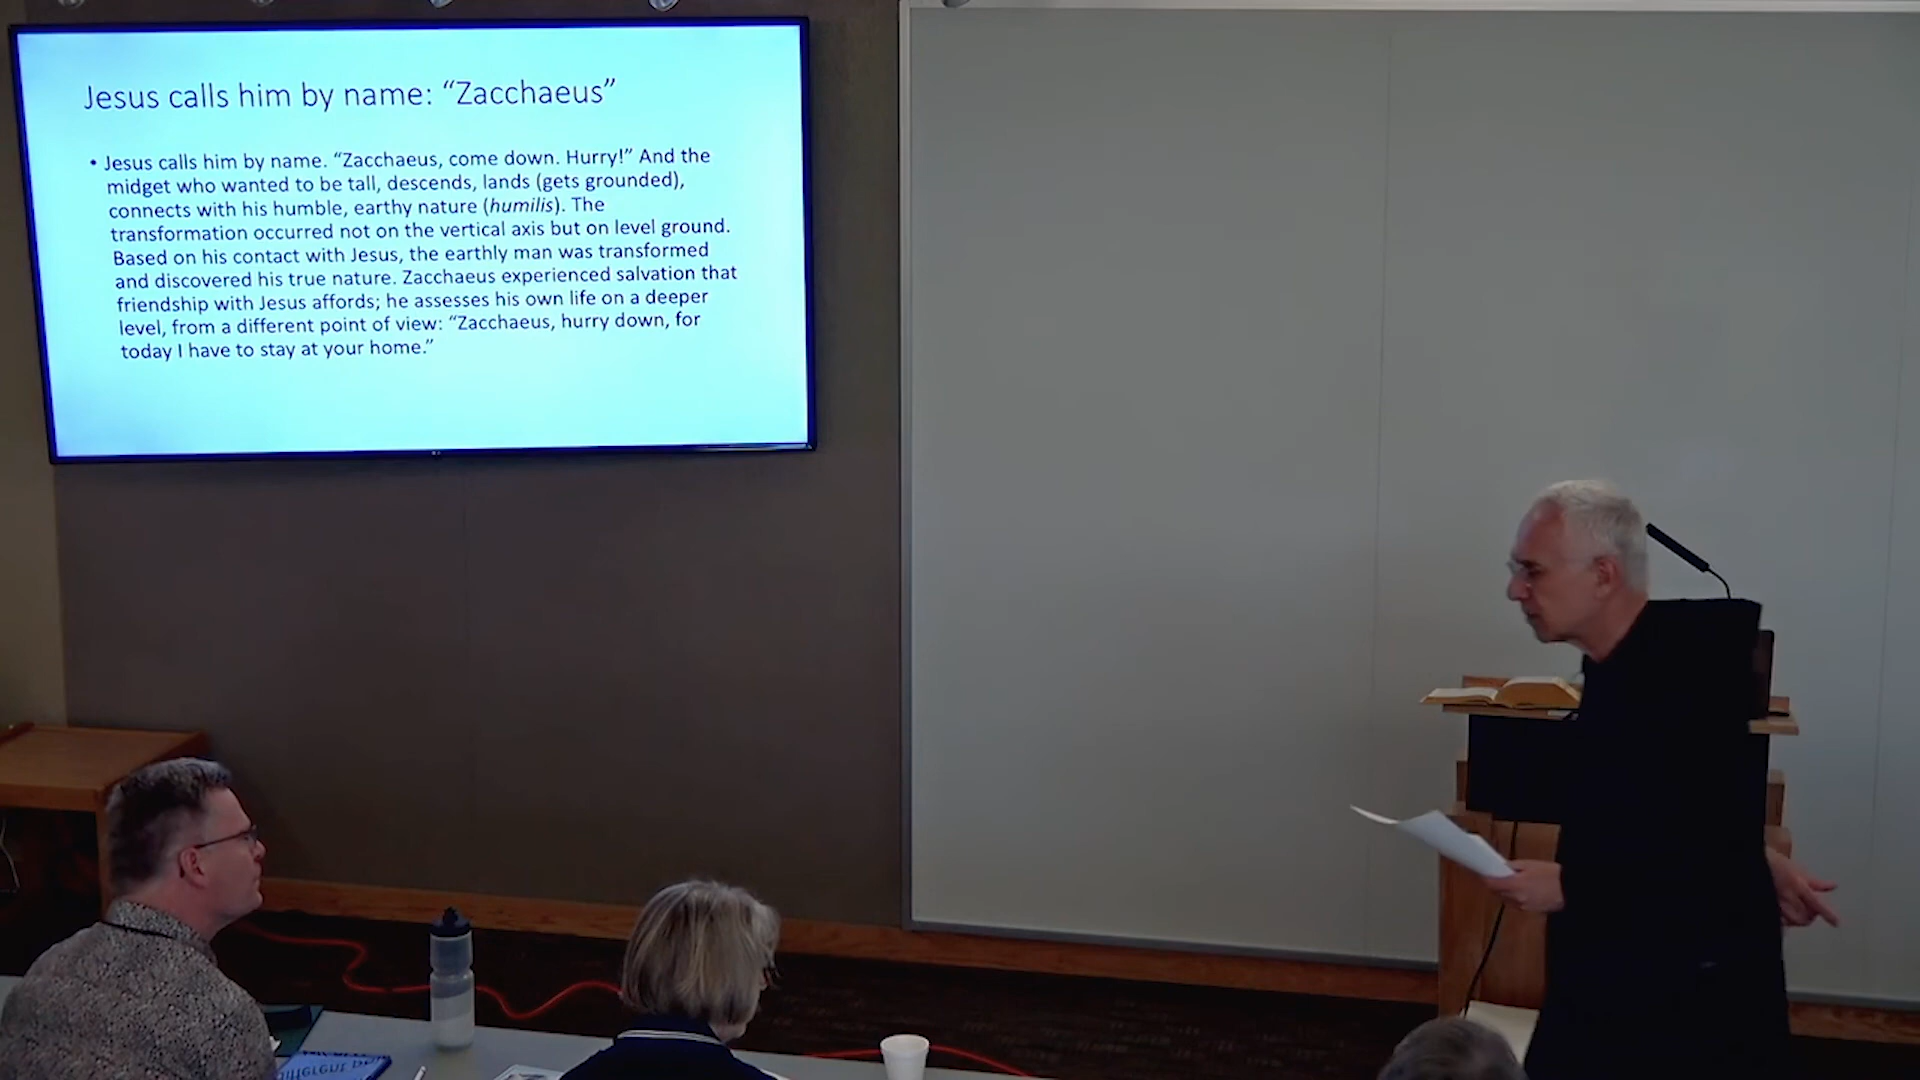 Jesus calls him by name: “Zacchaeus”
• Jesus calls him by name. “Zacchaeus, come down. Hurry!” And the
midget who wanted to be tall, descends, lands (gets grounded),
connects with his humble, earthy nature (humilis). The
transformation occurred not on the vertical axis but on level ground.
Based on his contact with Jesus, the earthly man was transformed
and discovered his true nature. Zacchaeus experienced salvation that
friendship with Jesus affords; he assesses his own life on a deeper
level, from a different point of view: “Zacchaeus, hurry down, for
today I have to stay at your home.”